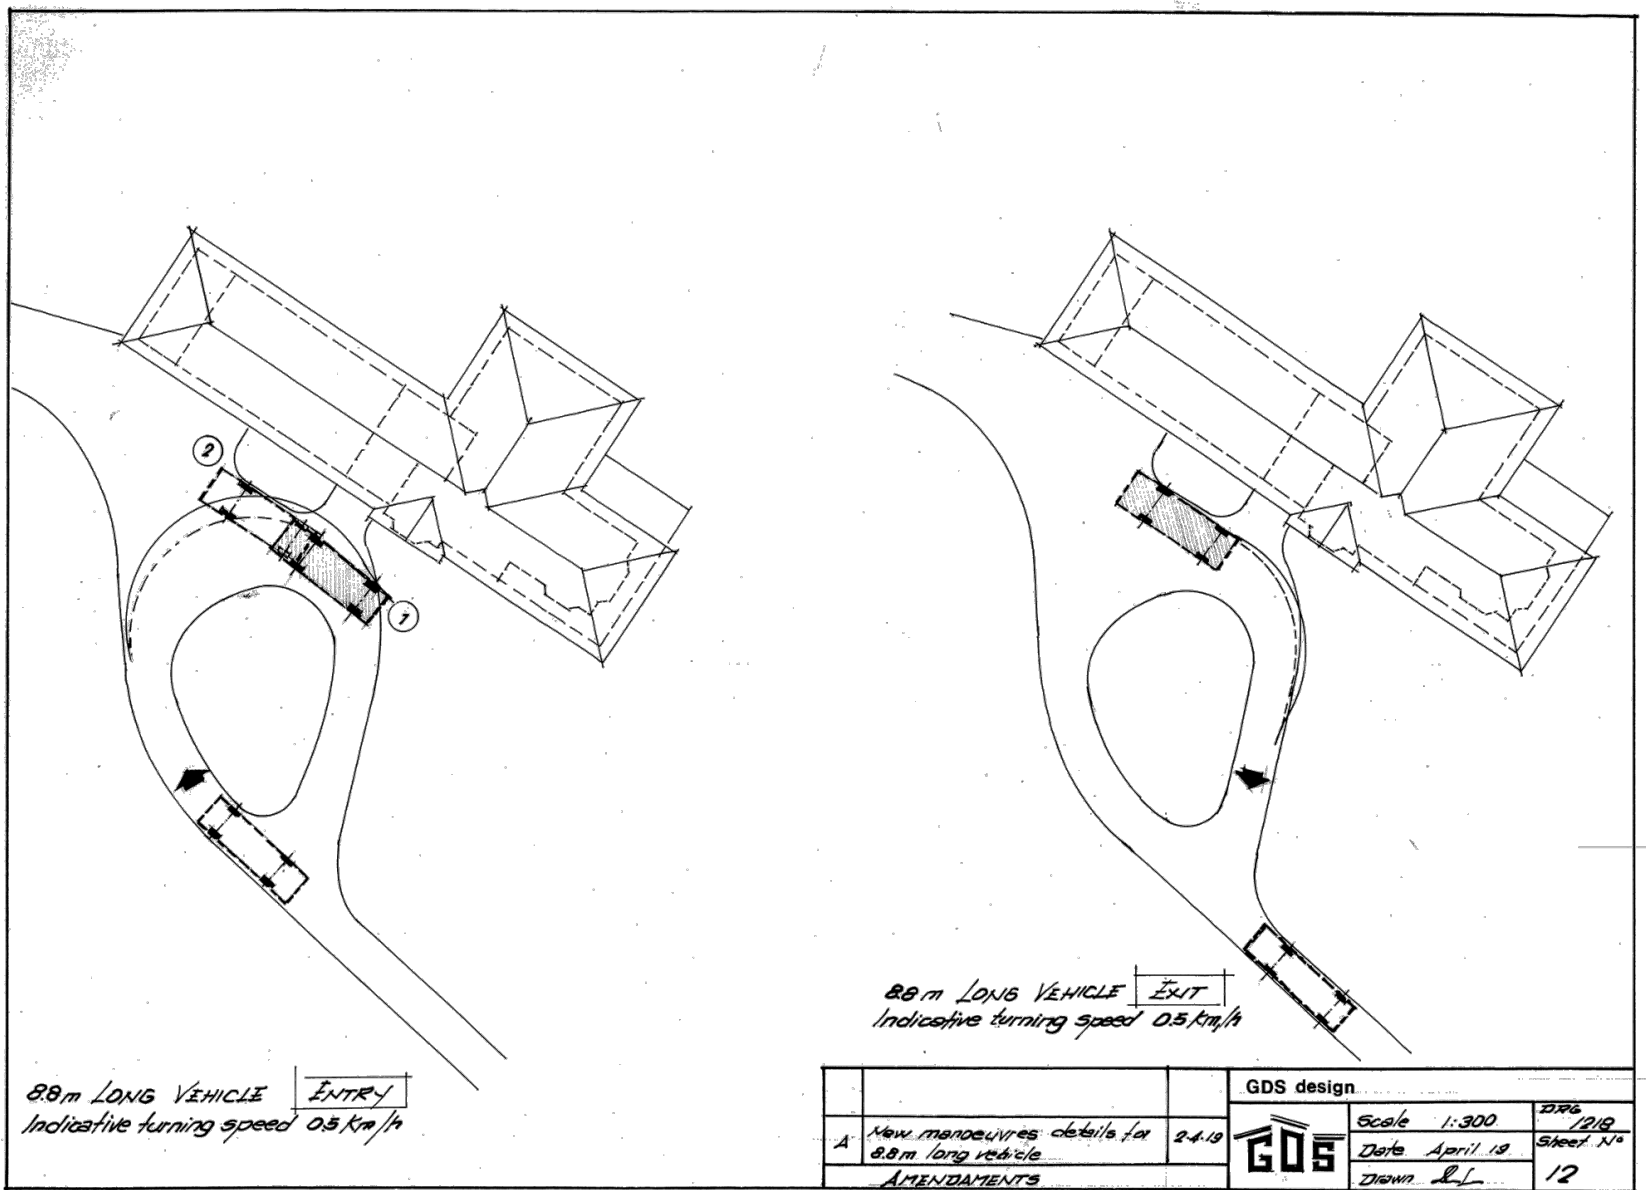 2
1
8.8m LONG VEHICLE ENTRY
Indicative turning speed 0.5 Km/h
8.8m LONG VEHICLE EXIT
Indicative turning speed 0.5 Km/h
A New manoeuvres details for 8.8m long vehicle 2-4-19
AMENDAMENTS
GDS design
GDS
Scale 1:300
Date April 19
Drawn
DRG 1218
Sheet No
12